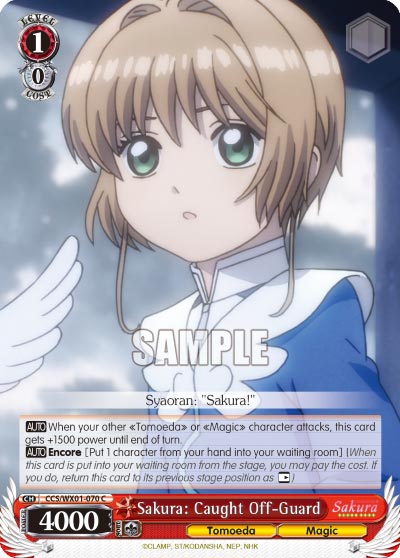 LEVEL
1
0
COST
SAMPLE
Syaoran: "Sakura!"
AUTO When your other «Tomoeda» or «Magic» character attacks, this card
gets +1500 power until end of turn.
AUTO Encore [Put 1 character from your hand into your waiting room] (When
this card is put into your waiting room from the stage, you may pay the cost. If
you do, return this card to its previous stage position as
CH CCS/WX01-070 C
POWER 4000 SOUL Sakura: Caught Off-Guard Sakura
Tomoeda Magic
©CLAMP, ST/KODANSHA, NEP, NHK